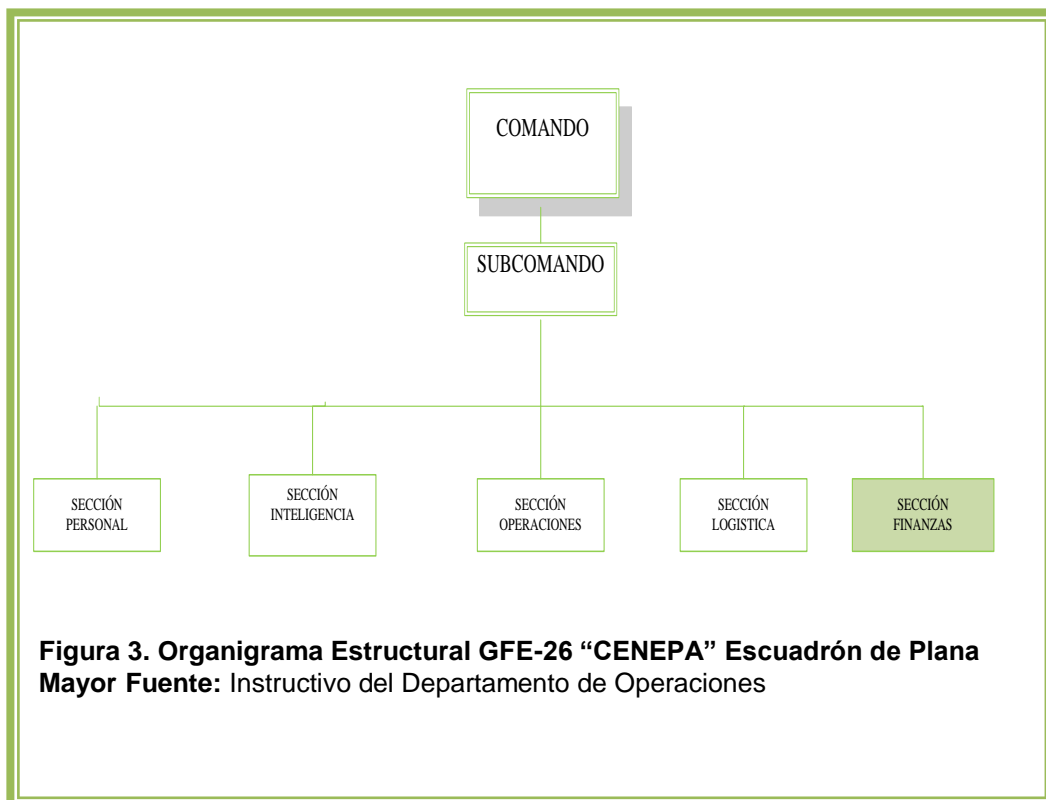 COMANDO
SUBCOMANDO
SECCIÓN
PERSONAL
SECCIÓN
INTELIGENCIA
SECCIÓN
OPERACIONES
SECCIÓN
LOGISTICA
SECCIÓN
FINANZAS
Figura 3. Organigrama Estructural GFE-26 “CENEPA” Escuadrón de Plana
Mayor Fuente: Instructivo del Departamento de Operaciones